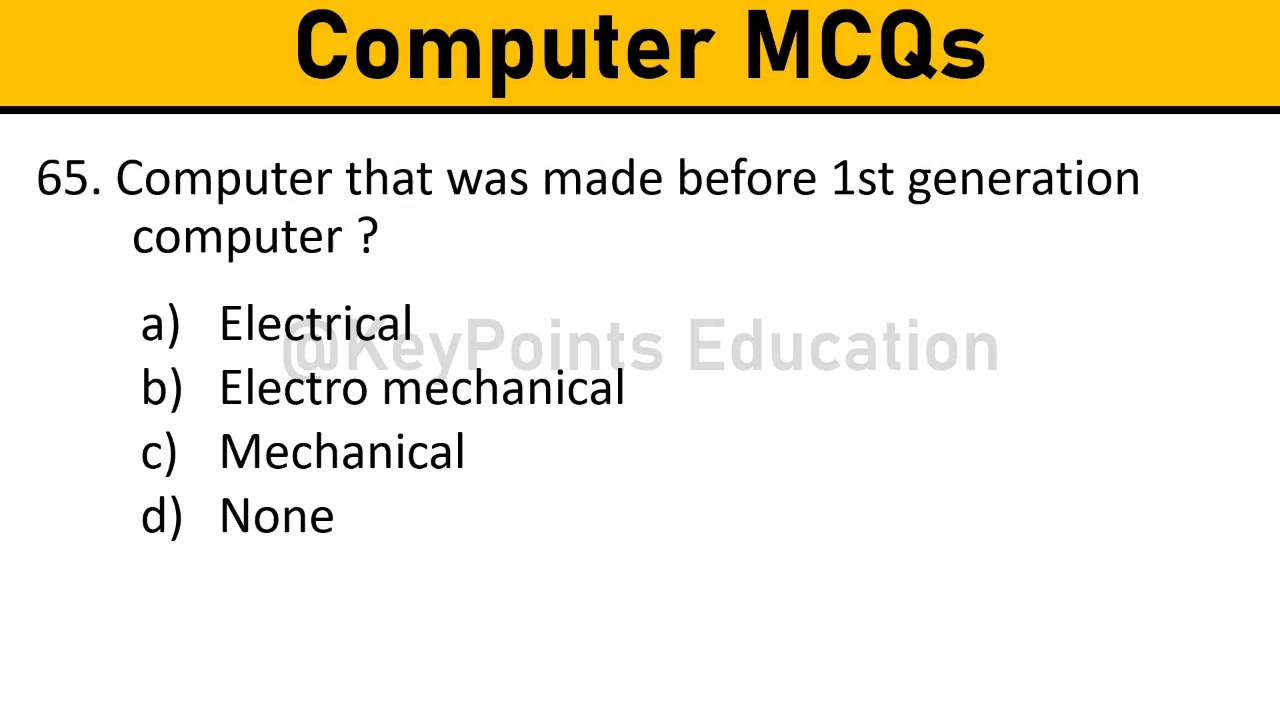 Computer MCQs
65. Computer that was made before 1st generation
computer ?
a) Electrical
@KeyPoints Education
b) Electro mechanical
c) Mechanical
d) None